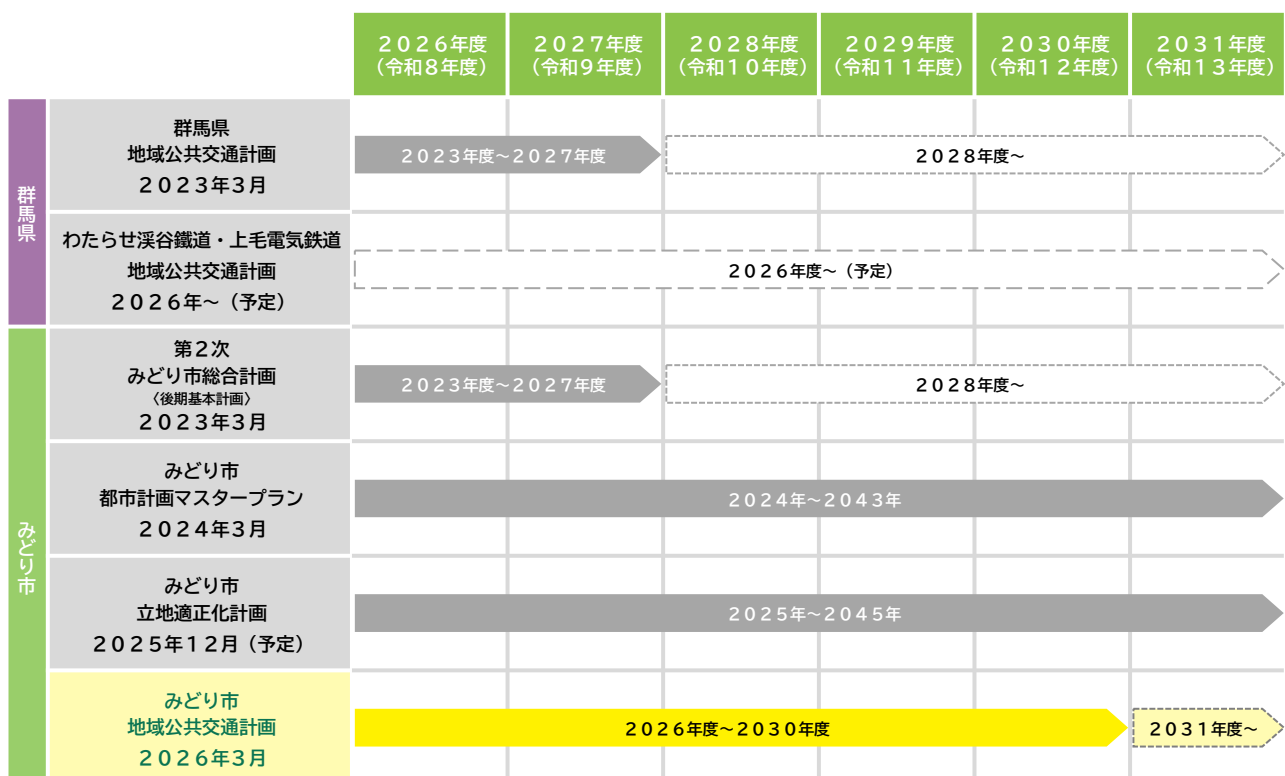 ２０２６年度
（令和８年度）
２０２７年度
（令和９年度）
２０２８年度
（令和１０年度）
２０２９年度
（令和１１年度）
２０３０年度
（令和１２年度）
２０３１年度
（令和１３年度）
群馬県
群馬県
地域公共交通計画
２０２３年３月
２０２３年度～２０２７年度
２０２８年度～
わたらせ渓谷鐵道・上毛電気鉄道
地域公共交通計画
２０２６年～（予定）
２０２６年度～（予定）
みどり市
第２次
みどり市総合計画
〈後期基本計画〉
２０２３年３月
２０２３年度～２０２７年度
２０２８年度～
みどり市
都市計画マスタープラン
２０２４年３月
２０２４年～２０４３年
みどり市
立地適正化計画
２０２５年１２月（予定）
２０２５年～２０４５年
みどり市
地域公共交通計画
２０２６年３月
２０２６年度～２０３０年度
２０３１年度～